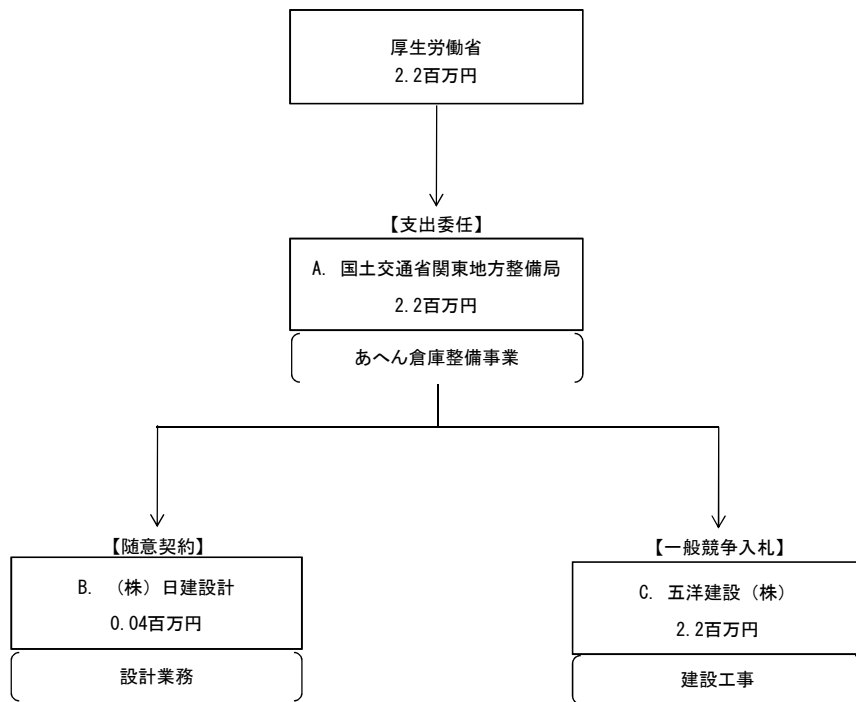 厚生労働省
2.2百万円
【支出委任】
A. 国土交通省関東地方整備局
2.2百万円
あへん倉庫整備事業
【随意契約】
B. （株）日建設計
0.04百万円
設計業務
【一般競争入札】
C. 五洋建設（株）
2.2百万円
建設工事